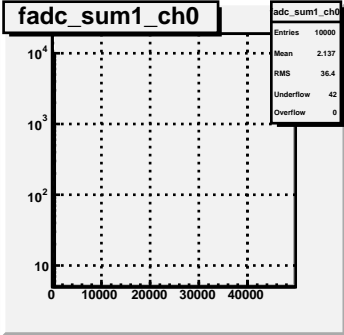 fadc_sum1_ch0
adc_sum1_ch0
Entries 10000
Mean 2.137
RMS 36.4
Underflow 42
Overflow 0
10^4
10^3
10^2
10
0 10000 20000 30000 40000